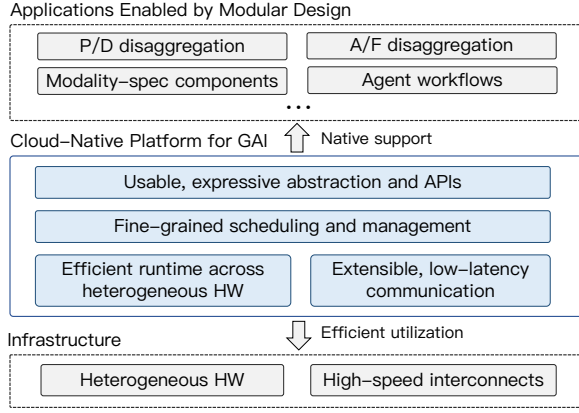 Applications Enabled by Modular Design
P/D disaggregation
A/F disaggregation
Modality-spec components
Agent workflows
...
Cloud-Native Platform for GAI
Native support
Usable, expressive abstraction and APIs
Fine-grained scheduling and management
Efficient runtime across
heterogeneous HW
Extensible, low-latency
communication
Efficient utilization
Infrastructure
Heterogeneous HW
High-speed interconnects